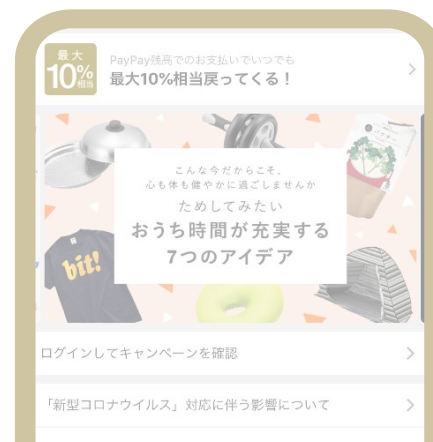 最大
10%
相当
PayPay残高でのお支払いでいつでも
最大10%相当戻ってくる！
こんな今だからこそ、
心も体も健やかに過ごしませんか
ためしてみたい
おうち時間が充実する
7つのアイデア
bit!
ログインしてキャンペーンを確認
「新型コロナウイルス」対応に伴う影響について